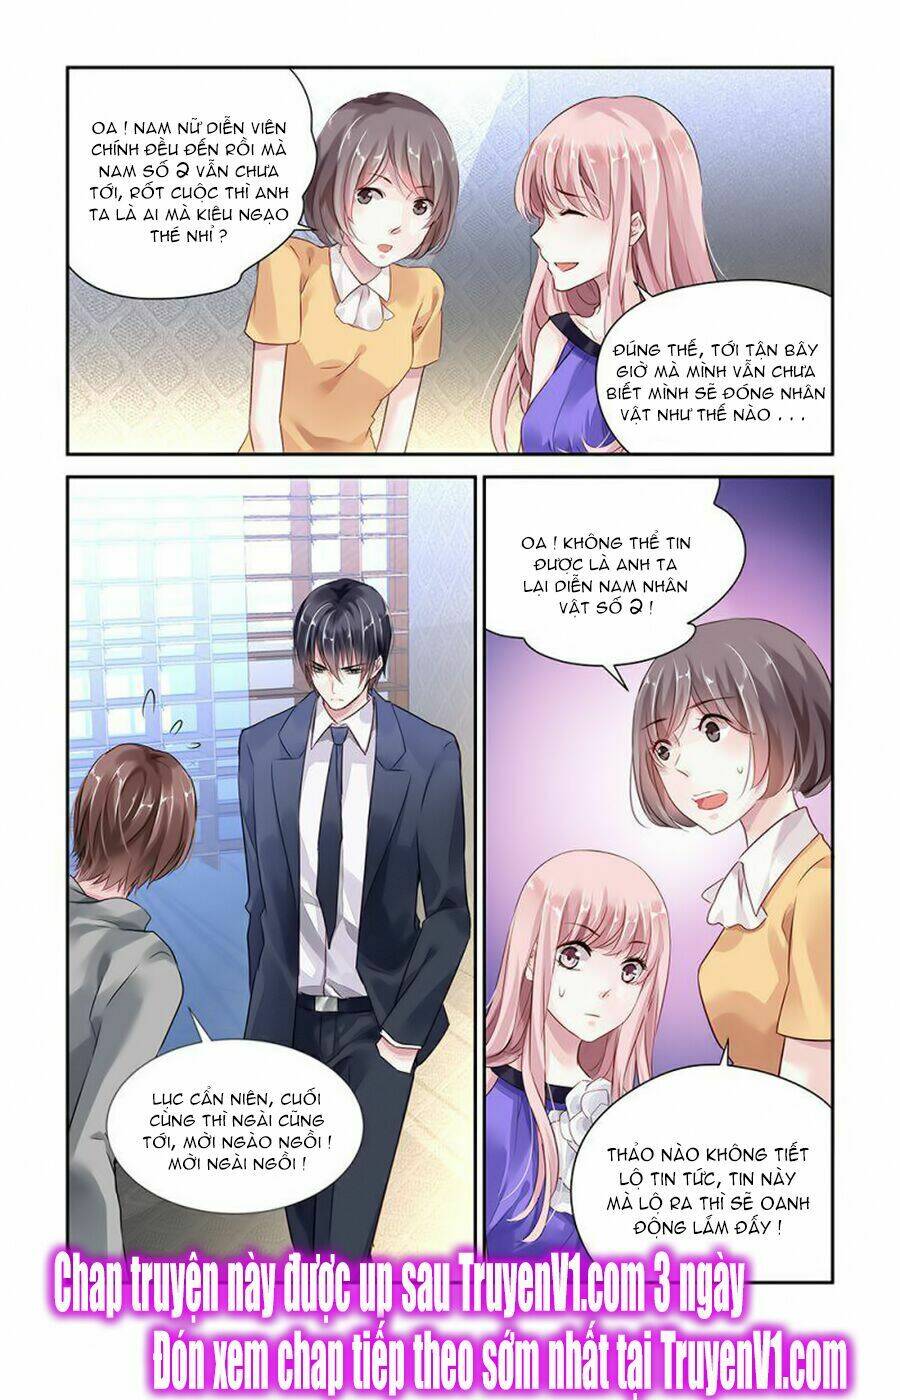 OA ! NAM NỮ DIỄN VIÊN
CHÍNH ĐỀU ĐẾN RỒI MÀ
NAM SỐ 2 VẪN CHƯA
TỚI, RỐT CUỘC THÌ ANH
TA LÀ AI MÀ KIÊU NGẠO
THẾ NHỈ ?
ĐÚNG THẾ, TỚI TẬN BÂY
GIỜ MÀ MÌNH VẪN CHƯA
BIẾT MÌNH SẼ ĐÓNG NHÂN
VẬT NHƯ THẾ NÀO . . .
LỤC CẨN NIÊN, CUỐI
CÙNG THÌ NGÀI CŨNG
TỚI, MỜI NGÀO NGỒI !
MỜI NGÀI NGỒI !
OA ! KHÔNG THỂ TIN
ĐƯỢC LÀ ANH TA
LẠI DIỄN NAM NHÂN
VẬT SỐ 2 !
THẢO NÀO KHÔNG TIẾT
LỘ TIN TỨC, TIN NÀY
MÀ LỘ RA THÌ SẼ OANH
ĐỘNG LẮM ĐẤY !
Chap truyện này được up sau TruyenV1.com 3 ngày
Đón xem chap tiếp theo sớm nhất tại TruyenV1.com